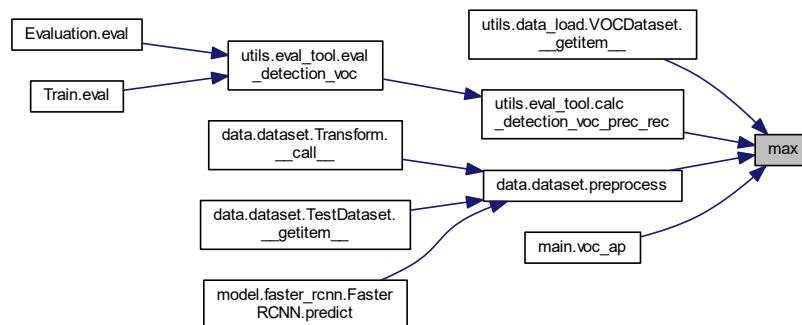 Evaluation.eval
Train.eval
utils.eval_tool.eval
_detection_voc
utils.data_load.VOCDataset.
__getitem__
utils.eval_tool.calc
_detection_voc_prec_rec
max
data.dataset.Transform.
__call__
data.dataset.preprocess
data.dataset.TestDataset.
__getitem__
main.voc_ap
model.faster_rcnn.Faster
RCNN.predict